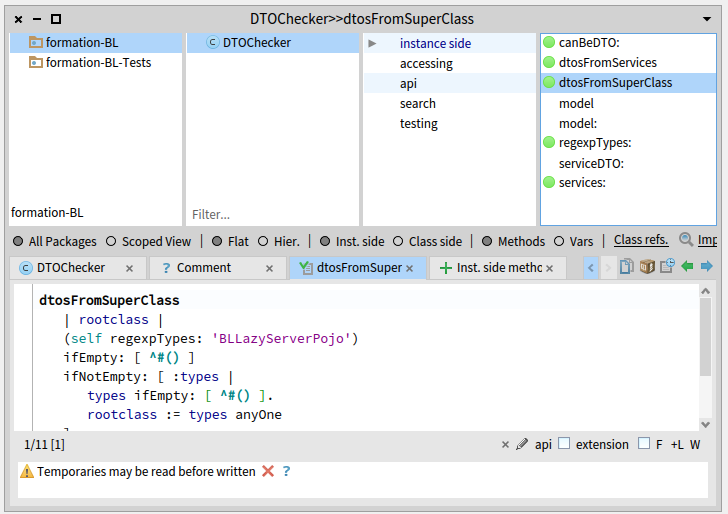 DTOChecker>>dtosFromSuperClass
formation-BL
formation-BL-Tests
formation-BL
DTOChecker
Filter...
instance side
accessing
api
search
testing
canBeDTO:
dtosFromServices
dtosFromSuperClass
model
model:
regexpTypes:
serviceDTO:
services:
All Packages Scoped View | Flat Hier. | Inst. side Class side | Methods Vars | Class refs. Imp
DTOChecker × ? Comment × dtosFromSuper × Inst. side methc ×
dtosFromSuperClass
| rootclass |
(self regexpTypes: 'BLLazyServerPojo')
ifEmpty: [ ^#() ]
ifNotEmpty: [ :types |
types ifEmpty: [ ^#() ].
rootclass := types anyOne
1/11 [1] × api extension F +L W
Temporaries may be read before written ?